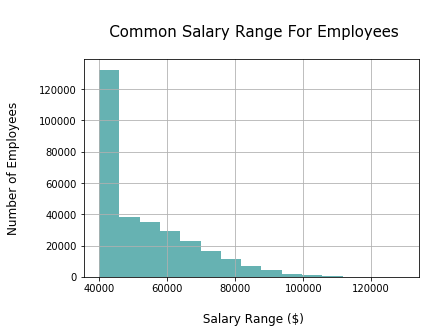 Common Salary Range For Employees
Number of Employees
120000
100000
80000
60000
40000
20000
0
40000 60000 80000 100000 120000
Salary Range ($)